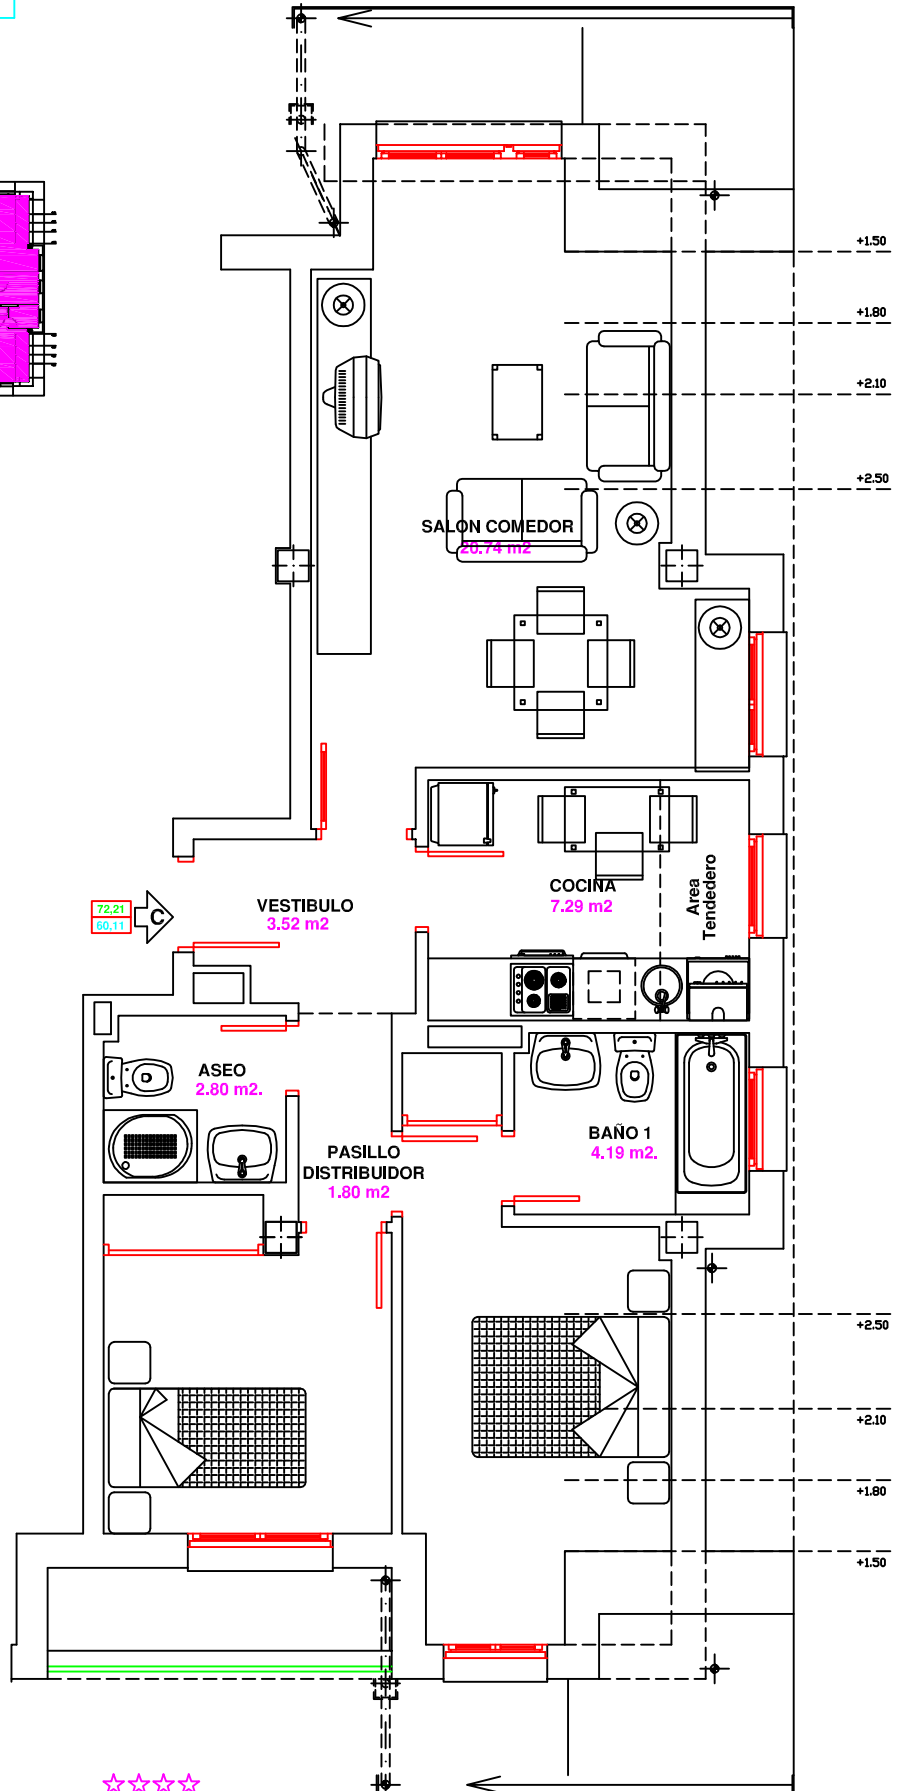 +1.50
+1.80
+2.10
+2.50
SALON COMEDOR
20.74 m2
COCINA
7.29 m2
Area
Tendedero
VESTIBULO
3.52 m2
72,21
60,11
C
ASEO
2.80 m2.
BAÑO 1
4.19 m2.
PASILLO
DISTRIBUIDOR
1.80 m2
+2.50
+2.10
+1.80
+1.50